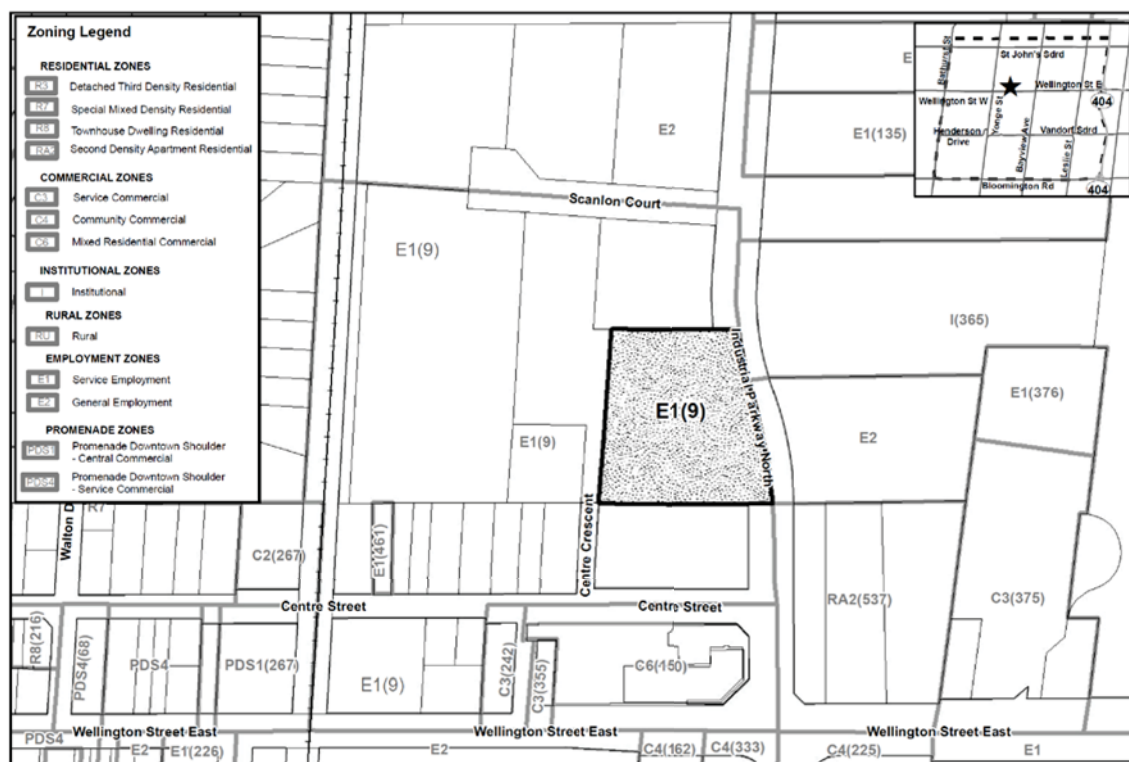 Zoning Legend
RESIDENTIAL ZONES
R3 Detached Third Density Residential
R7 Special Mixed Density Residential
R8 Townhouse Dwelling Residential
RA2 Second Density Apartment Residential
COMMERCIAL ZONES
C3 Service Commercial
C4 Community Commercial
C6 Mixed Residential Commercial
INSTITUTIONAL ZONES
I Institutional
RURAL ZONES
RU Rural
EMPLOYMENT ZONES
E1 Service Employment
E2 General Employment
PROMENADE ZONES
PDS1 Promenade Downtown Shoulder
- Central Commercial
PDS4 Promenade Downtown Shoulder
- Service Commercial
E
Bathurst St
St John's Sdrd
Wellington St E
Wellington St W
Yonge St
404
Henderson
Drive
Bayview Ave
Vandorf Sdrd
Leslie St
Bloomington Rd
404
E2
E1(135)
Scanlon Court
E1(9)
I(365)
Industrial Parkway North
E1(9)
E1(376)
E1(9)
E2
R7
Walton D
C2(267)
E1(461)
Centre Crescent
RA2(537)
C3(375)
Centre Street
Centre Street
R8(216)
PDS4(68)
PDS4
PDS1(267)
E1(9)
C3(242)
C3(355)
C6(150)
PDS4
Wellington Street East
Wellington Street East
Wellington Street East
E2
E1(226)
E2
C4(162)
C4(333)
C4(225)
E1